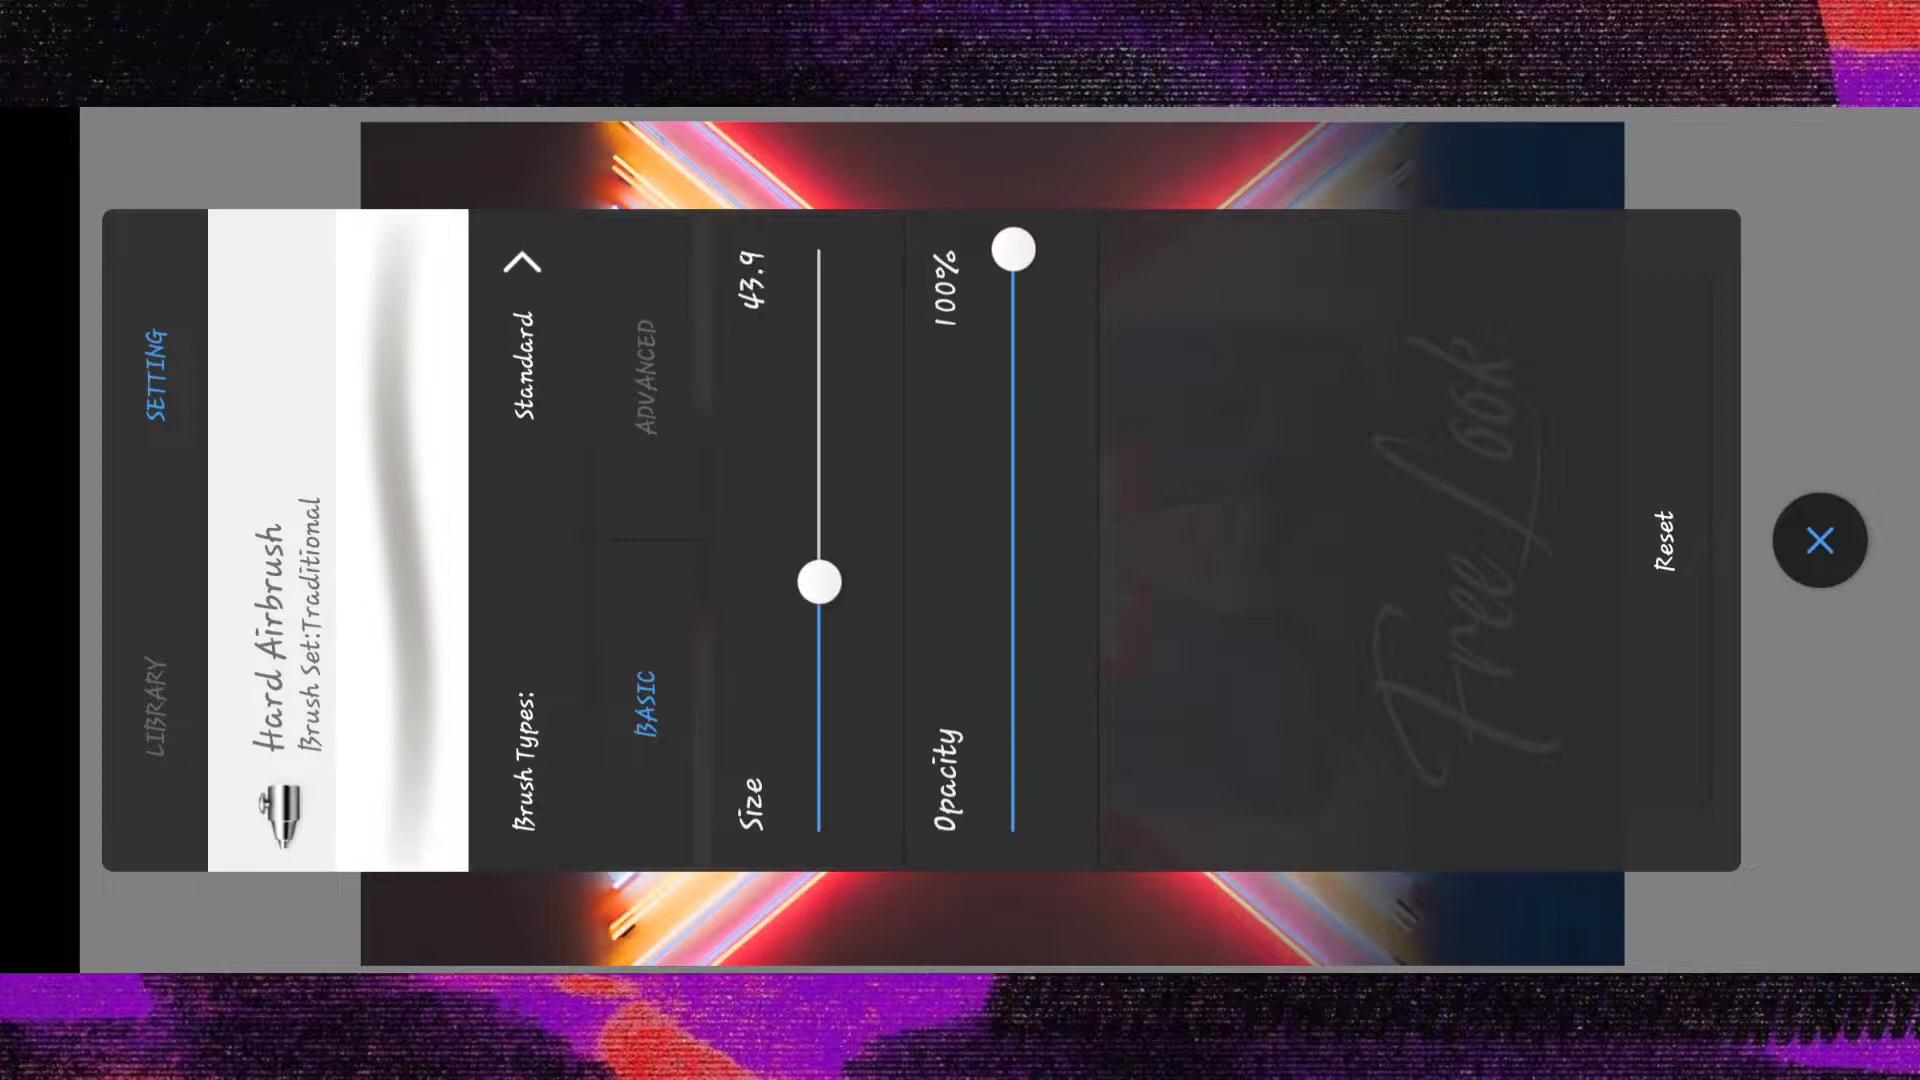 LIBRARY SETTING
Hard Airbrush
Brush Set:Traditional
Brush Types: Standard
BASIC ADVANCED
Size 43.9
Opacity 100%
Free Look
Reset